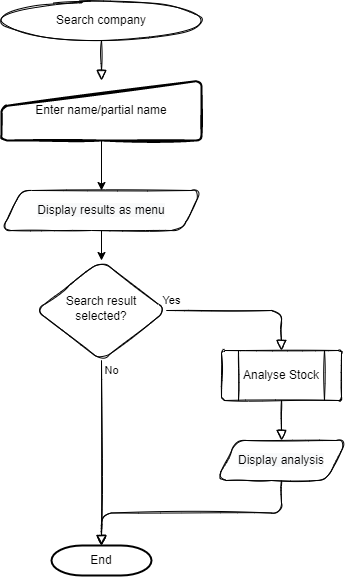 Search company
Enter name/partial name
Display results as menu
Search result
selected?
Yes
No
Analyse Stock
Display analysis
End